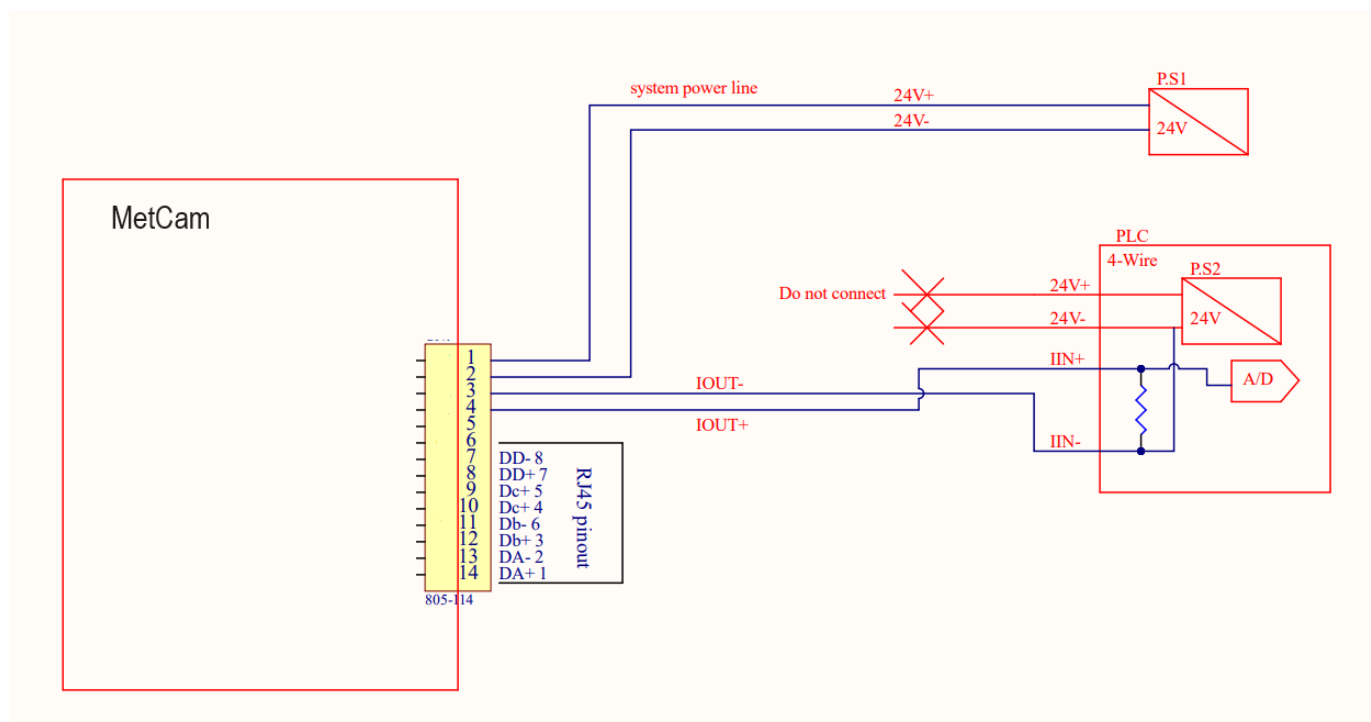 P.S1
system power line
24V+
24V-
24V
MetCam
PLC
4-Wire
P.S2
Do not connect
24V+
24V-
24V
IIN+
A/D
IOUT-
IOUT+
IIN-
1
2
3
4
5
6
7
8
9
10
11
12
13
14
DD- 8
DD+ 7
Dc+ 5
Dc+ 4
Db- 6
Db+ 3
DA- 2
DA+ 1
RJ45 pinout
805-114